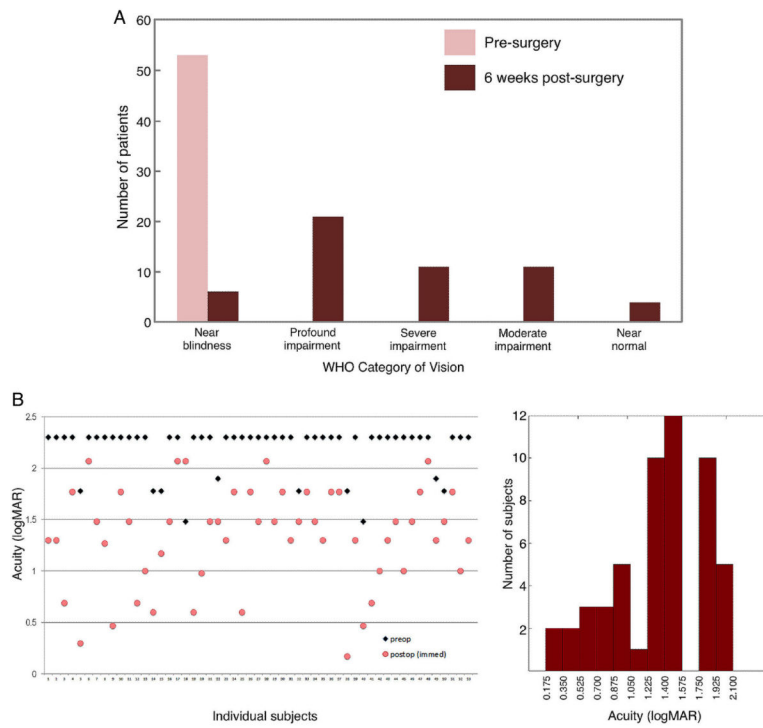 A
60
50
40
30
20
10
0
Number of patients
Pre-surgery
6 weeks post-surgery
Near
blindness
Profound
impairment
Severe
impairment
Moderate
impairment
Near
normal
WHO Category of Vision
B
2.5
2
1.5
1
0.5
0
Acuity (logMAR)
preop
postop (immed)
Individual subjects
12
10
8
6
4
2
Number of subjects
0.175
0.350
0.525
0.700
0.875
1.050
1.225
1.400
1.575
1.750
1.925
2.100
Acuity (logMAR)